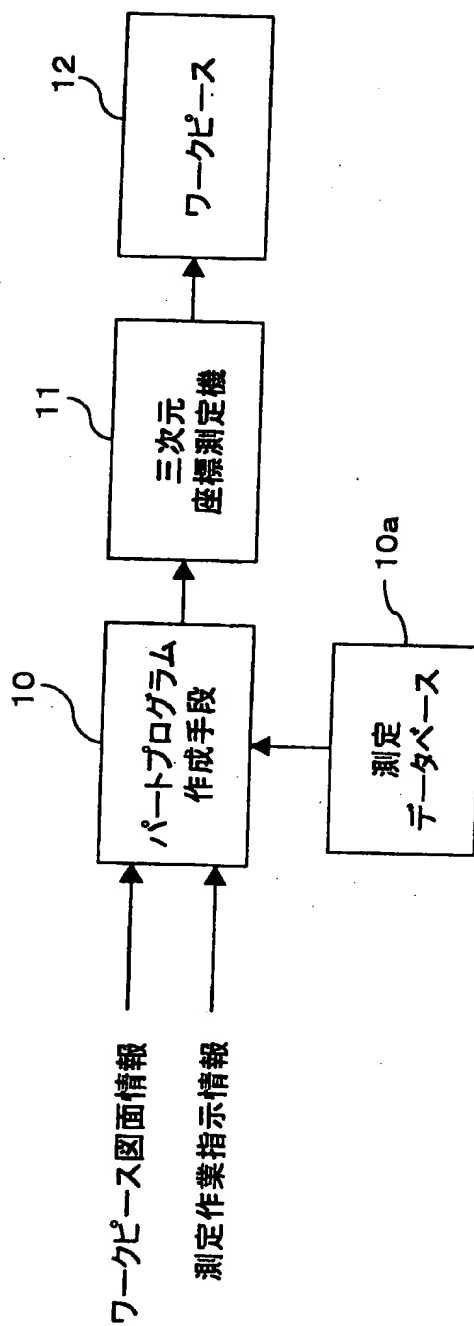 ワークピース図面情報
測定作業指示情報
10
パートプログラム
作成手段
10a
測定
データベース
11
三次元
座標測定機
12
ワークピース